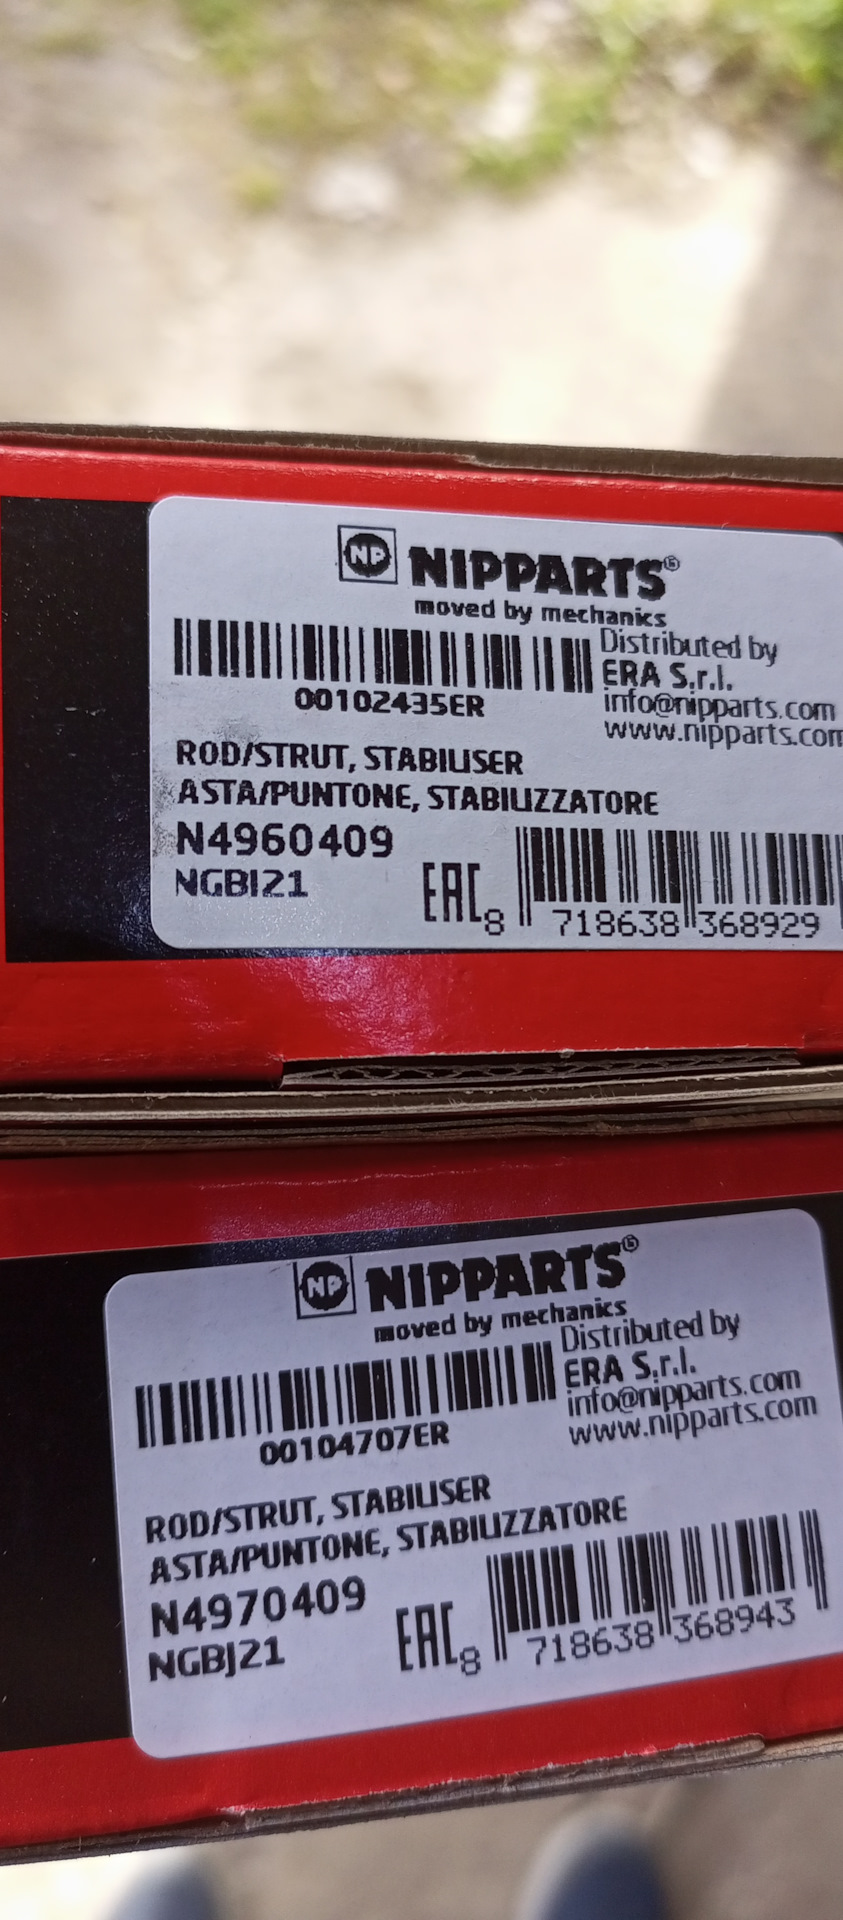 NP NIPPARTS®
moved by mechanics
Distributed by
ERA S.r.l.
info@nipparts.com
www.nipparts.com
00102435ER
ROD/STRUT, STABILISER
ASTA/PUNTONE, STABILIZZATORE
N4960409
NGBI21
EAC
8 718638 368929
NP NIPPARTS®
moved by mechanics
Distributed by
ERA S.r.l.
info@nipparts.com
www.nipparts.com
00104707ER
ROD/STRUT, STABILISER
ASTA/PUNTONE, STABILIZZATORE
N4970409
NGBJ21
EAC
8 718638 368943